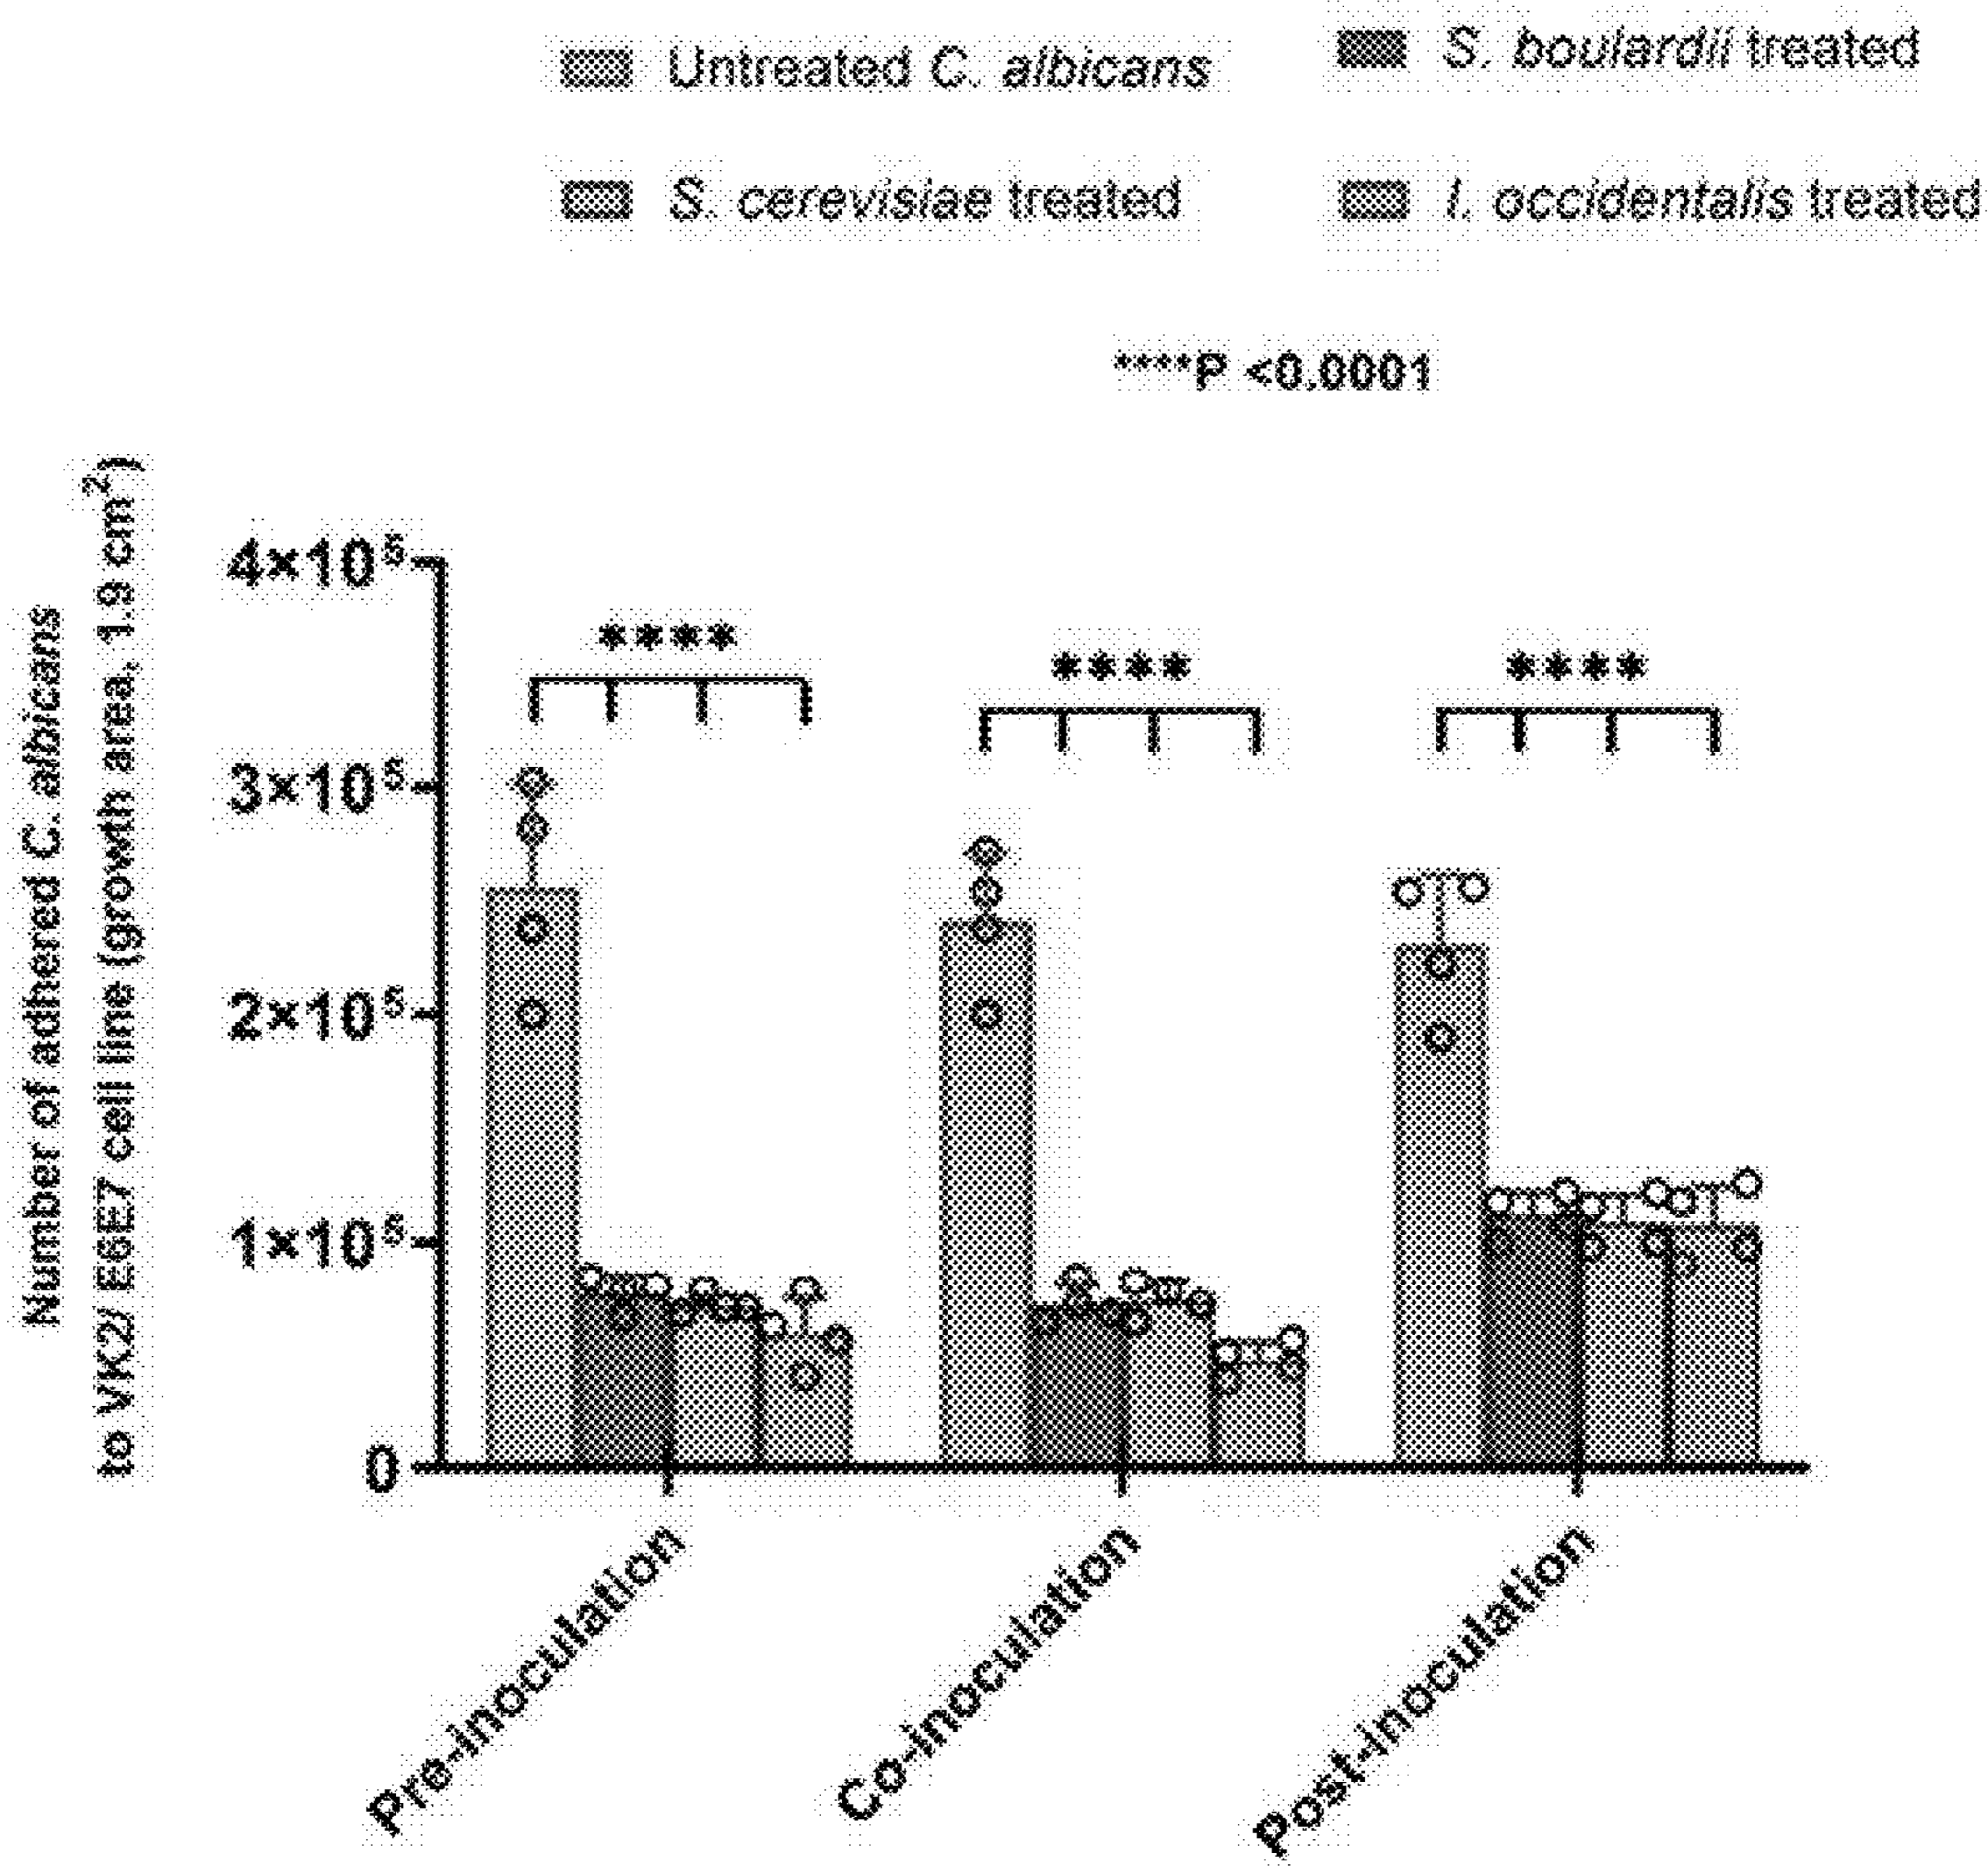 Untreated C. albicans
S. boulardii treated
S. cerevisiae treated
I. occidentalis treated
****P <0.0001
Number of adhered C. albicans
to VK2/ E6E7 cell line (growth area, 1.9 cm²)
4×10⁵
3×10⁵
2×10⁵
1×10⁵
0
****
****
****
Pre-inoculation
Co-inoculation
Post-inoculation